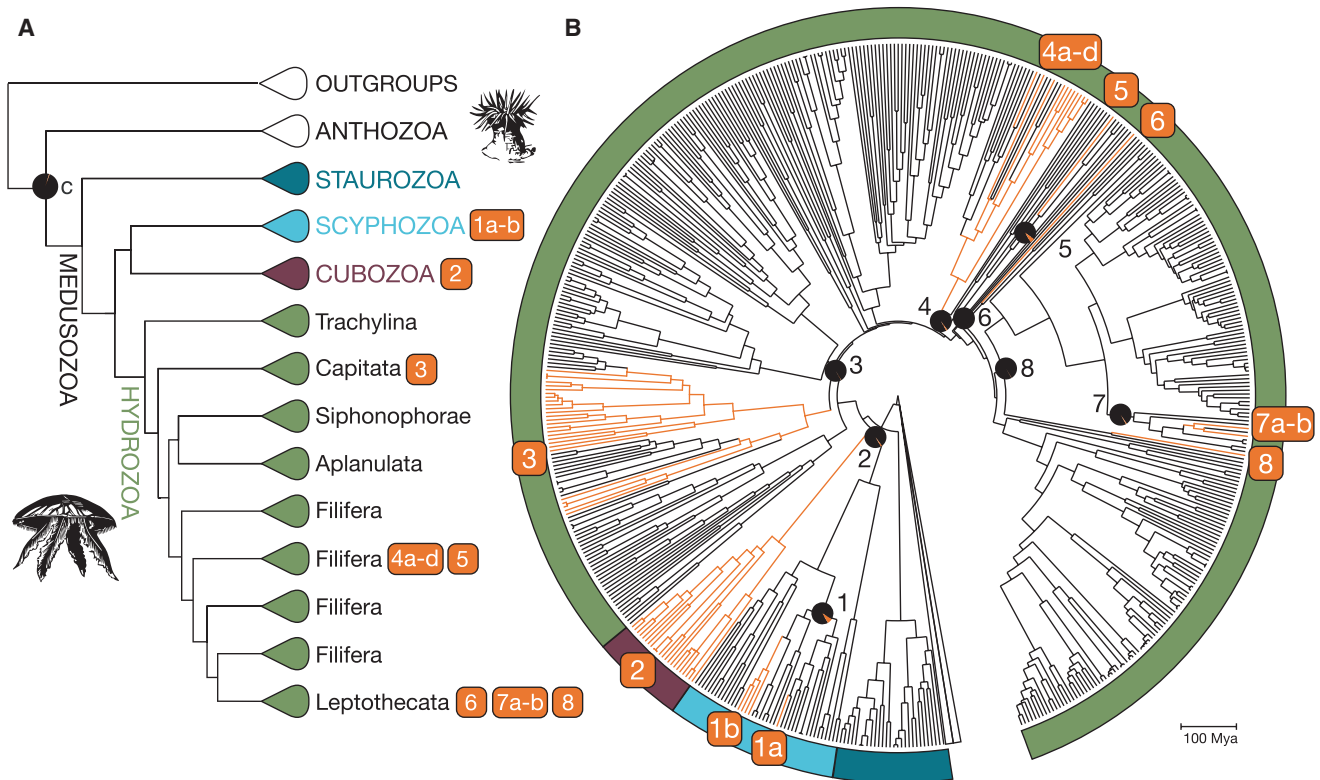 A
OUTGROUPS
ANTHOZOA
c
STAUROZOA
SCYPHOZOA 1a-b
CUBOZOA 2
MEDUSOZOA
Trachylina
Capitata 3
HYDROZOA
Siphonophorae
Aplanulata
Filifera
Filifera 4a-d 5
Filifera
Filifera
Leptothecata 6 7a-b 8
B
4a-d
5
6
5
4
6
3
8
7
7a-b
2
3
8
1
2
1b
1a
100 Mya